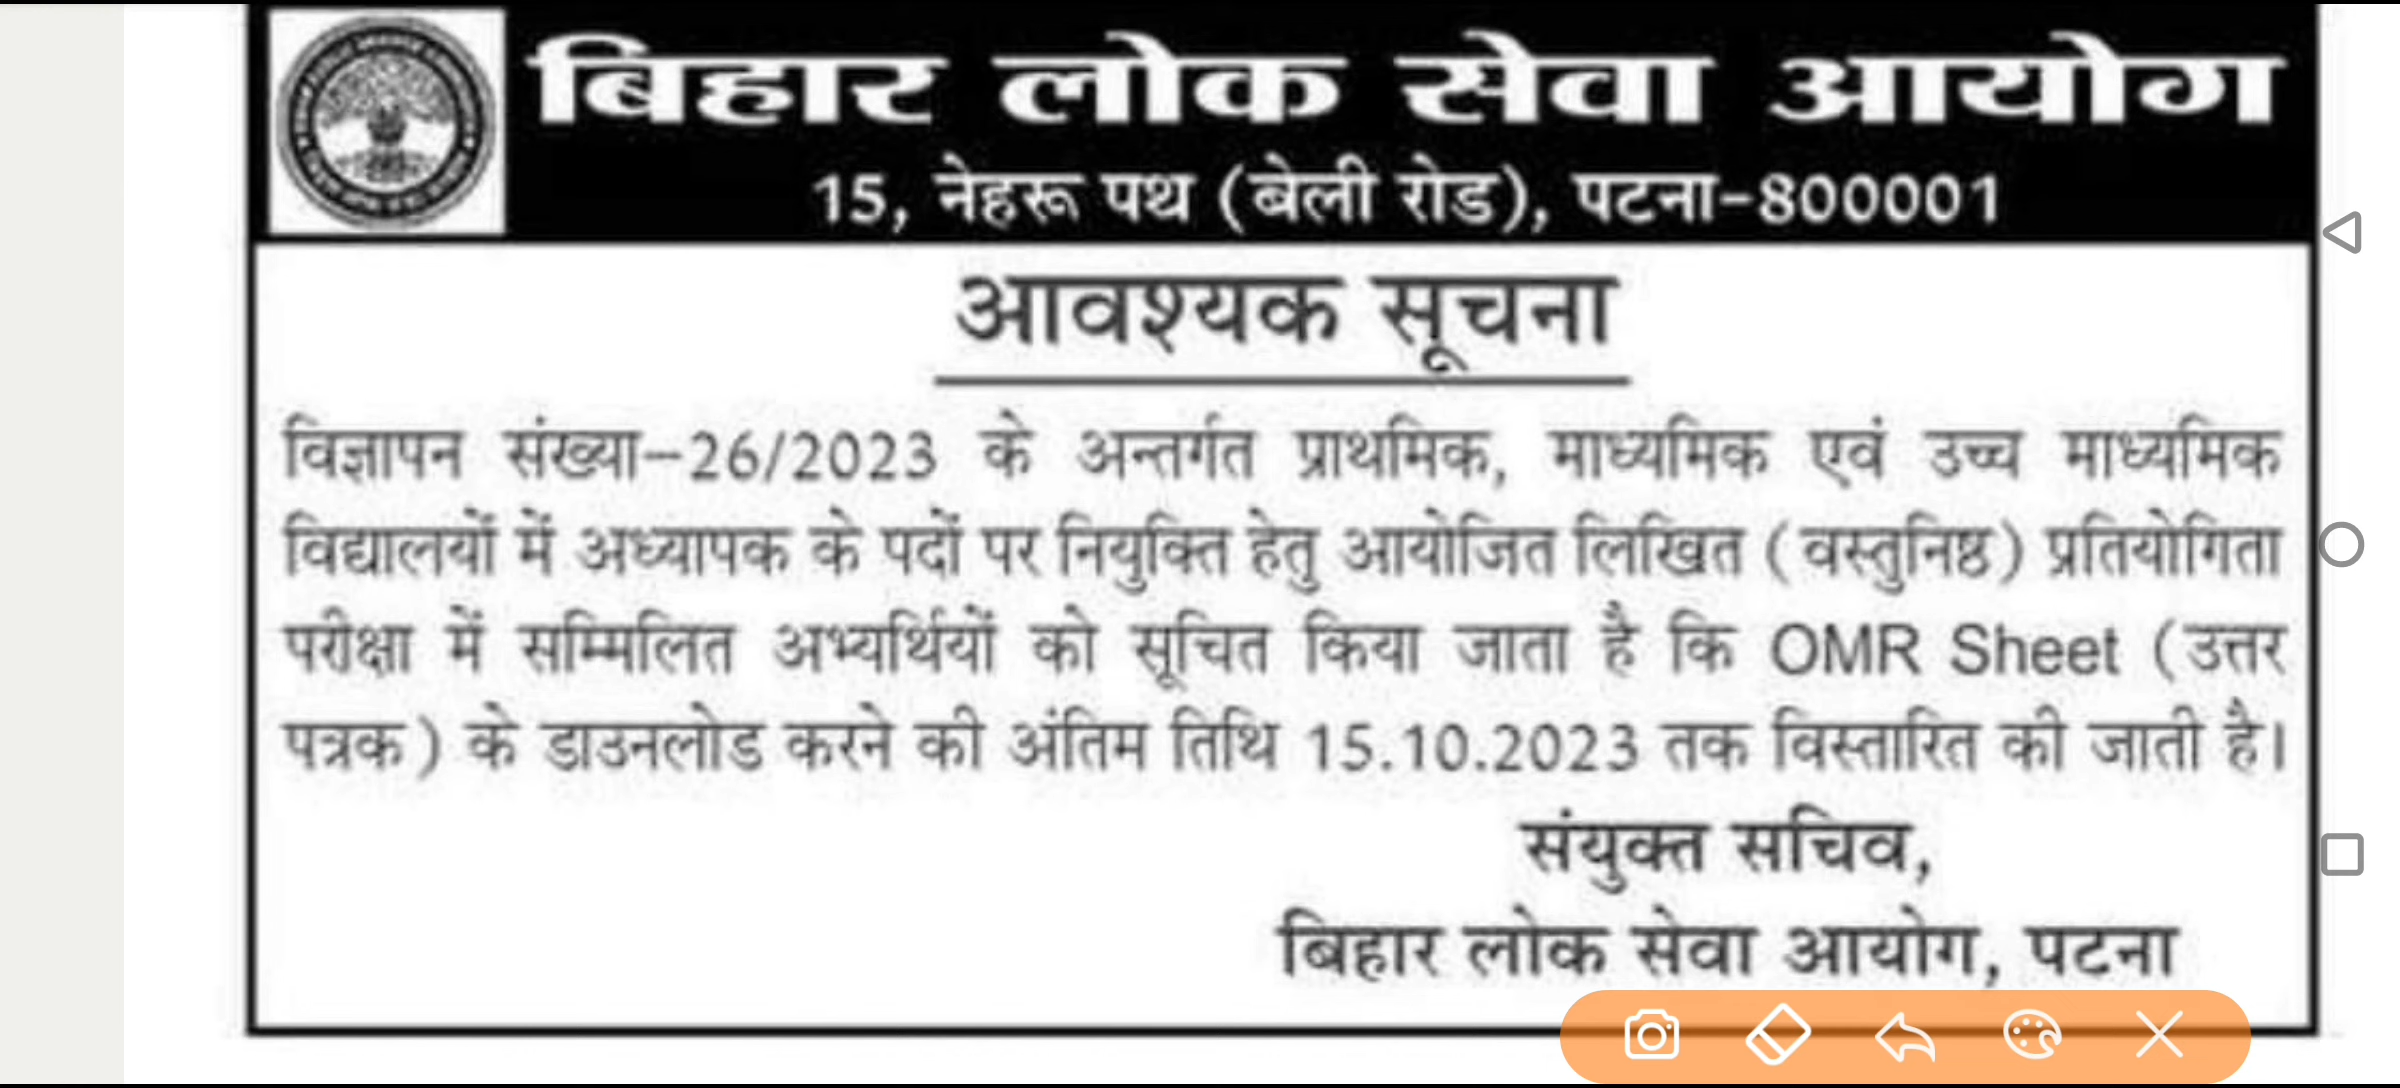 बिहार लोक सेवा आयोग
15, नेहरू पथ (बेली रोड), पटना-800001
आवश्यक सूचना
विज्ञापन संख्या-26/2023 के अन्तर्गत प्राथमिक, माध्यमिक एवं उच्च माध्यमिक
विद्यालयों में अध्यापक के पदों पर नियुक्ति हेतु आयोजित लिखित (वस्तुनिष्ठ) प्रतियोगिता
परीक्षा में सम्मिलित अभ्यर्थियों को सूचित किया जाता है कि OMR Sheet (उत्तर
पत्रक) के डाउनलोड करने की अंतिम तिथि 15.10.2023 तक विस्तारित की जाती है।
संयुक्त सचिव,
बिहार लोक सेवा आयोग, पटना